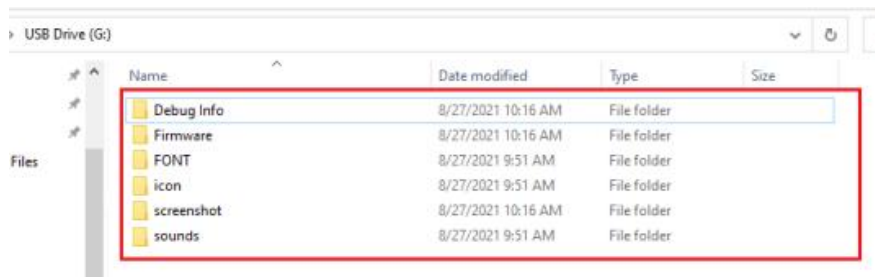 USB Drive (G:)
Name Date modified Type Size
Debug Info 8/27/2021 10:16 AM File folder
Firmware 8/27/2021 10:16 AM File folder
FONT 8/27/2021 9:51 AM File folder
Files icon 8/27/2021 9:51 AM File folder
screenshot 8/27/2021 10:16 AM File folder
sounds 8/27/2021 9:51 AM File folder